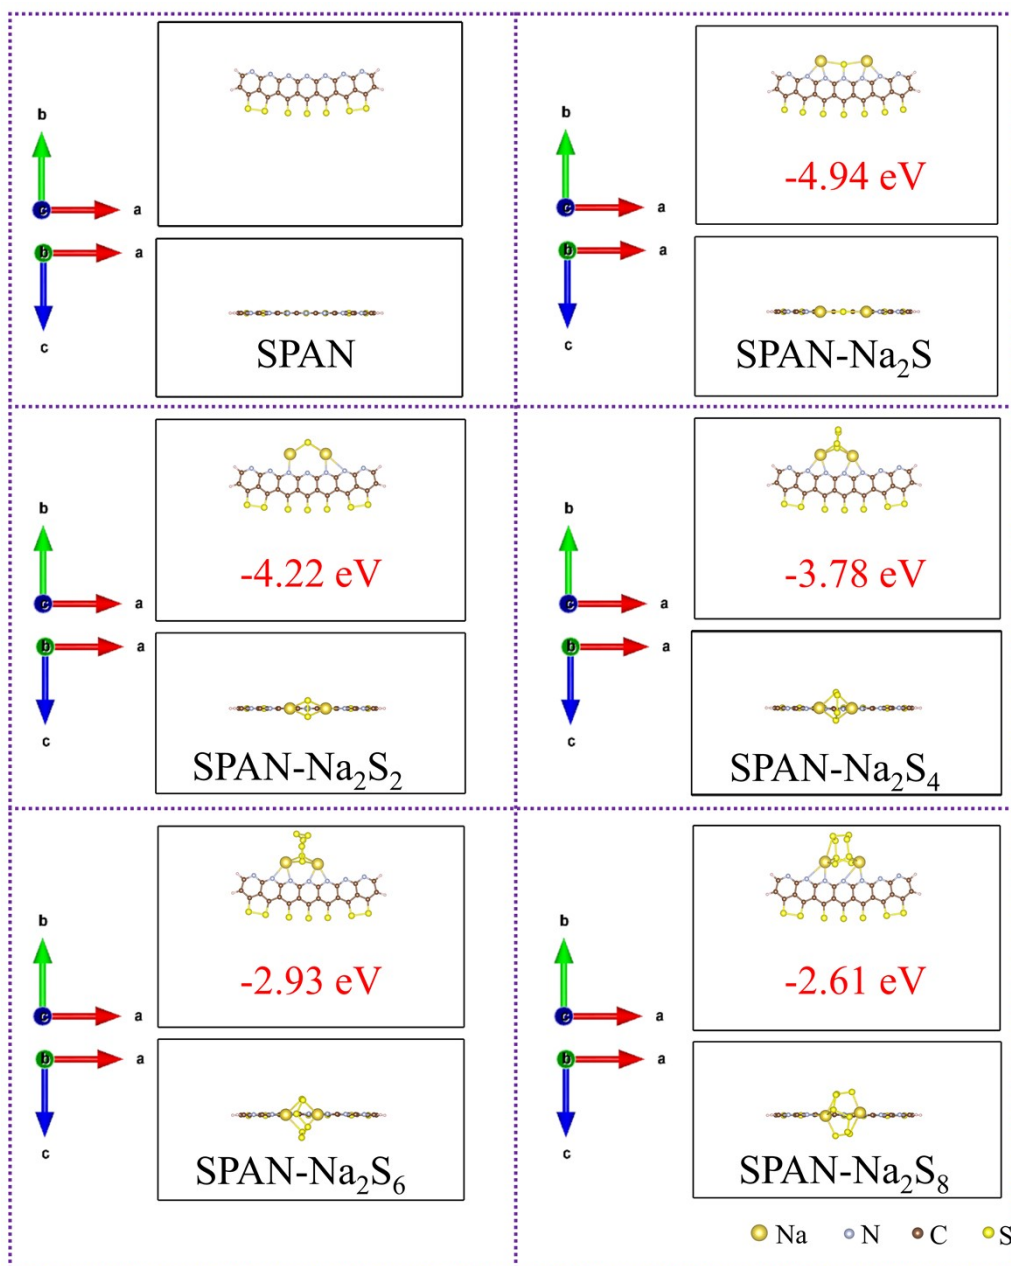 b
c a
b a
c
SPAN
b
-4.94 eV
c a
b a
c
SPAN-Na₂S
b
-4.22 eV
c a
b a
c
SPAN-Na₂S₂
b
-3.78 eV
c a
b a
c
SPAN-Na₂S₄
b
-2.93 eV
c a
b a
c
SPAN-Na₂S₆
b
-2.61 eV
c a
b a
c
SPAN-Na₂S₈
Na N C S